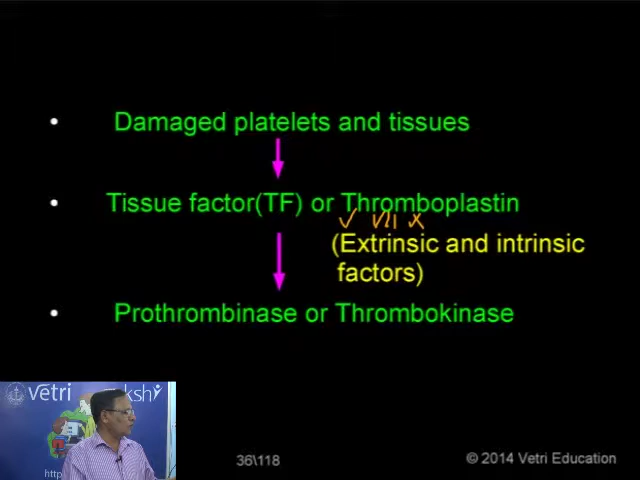 • Damaged platelets and tissues
• Tissue factor(TF) or Thromboplastin
✓ VII X
(Extrinsic and intrinsic
factors)
• Prothrombinase or Thrombokinase
vetri
36\118
© 2014 Vetri Education